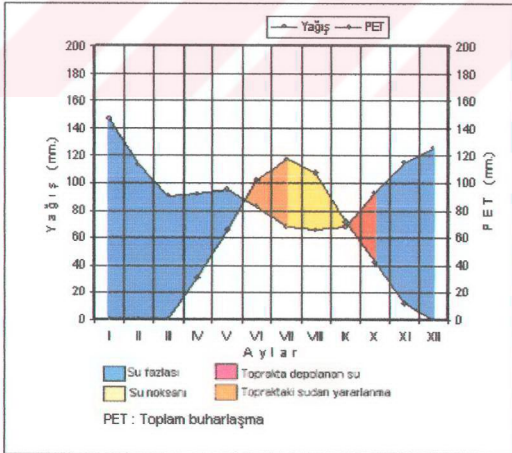 Yağış PET
200 200
180 180
160 160
140 140
120 120
100 100
80 80
60 60
40 40
20 20
0 0
Yağış (mm.)
PET (mm.)
I II III IV V VI VII VIII IX X XI XII
Aylar
Su fazlası Toprakta depolanan su
Su noksanı Topraktaki sudan yararlanma
PET : Toplam buharlaşma